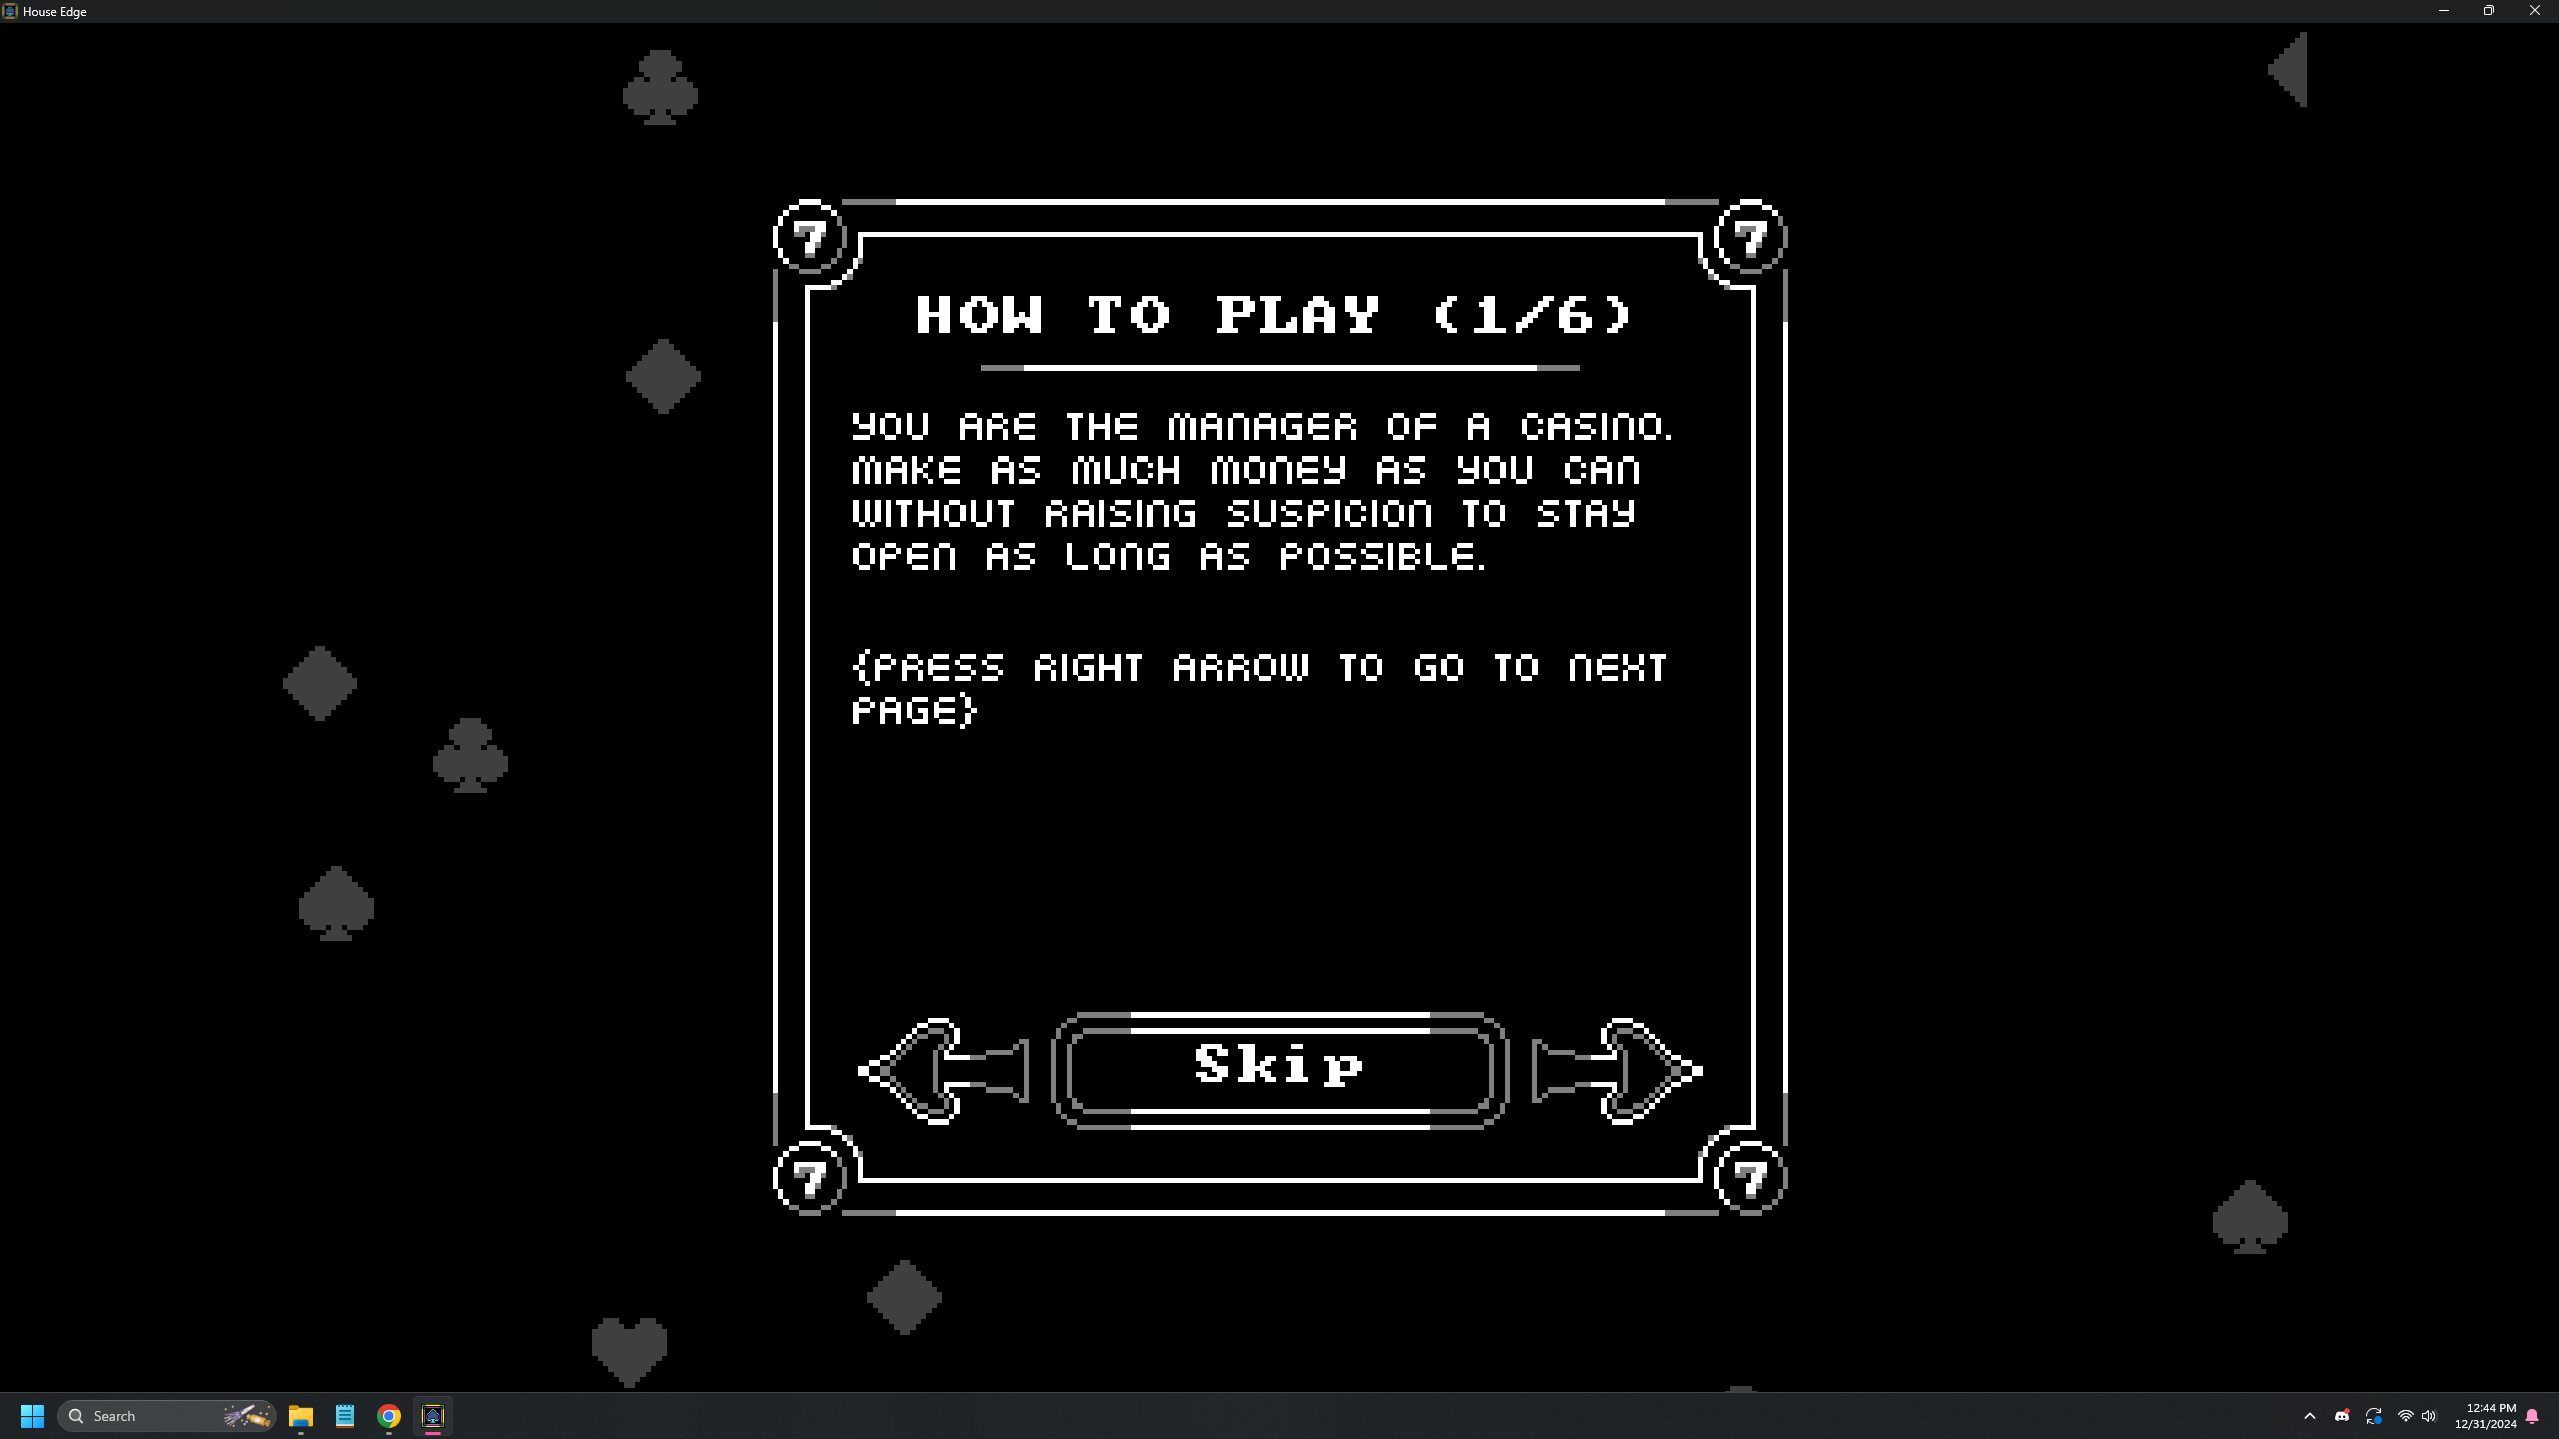 House Edge
7 7
HOW TO PLAY (1/6)
YOU ARE THE MANAGER OF A CASINO.
MAKE AS MUCH MONEY AS YOU CAN
WITHOUT RAISING SUSPICION TO STAY
OPEN AS LONG AS POSSIBLE.
{PRESS RIGHT ARROW TO GO TO NEXT
PAGE}
Skip
7 7
Search
12:44 PM
12/31/2024